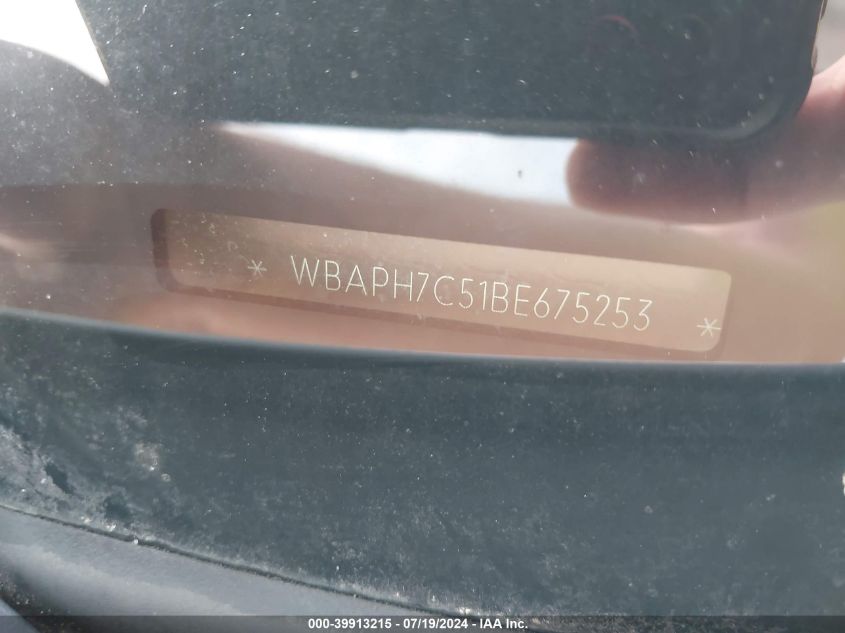 * WBAPH7C51BE675253 *
000-39913215 - 07/19/2024 - IAA Inc.